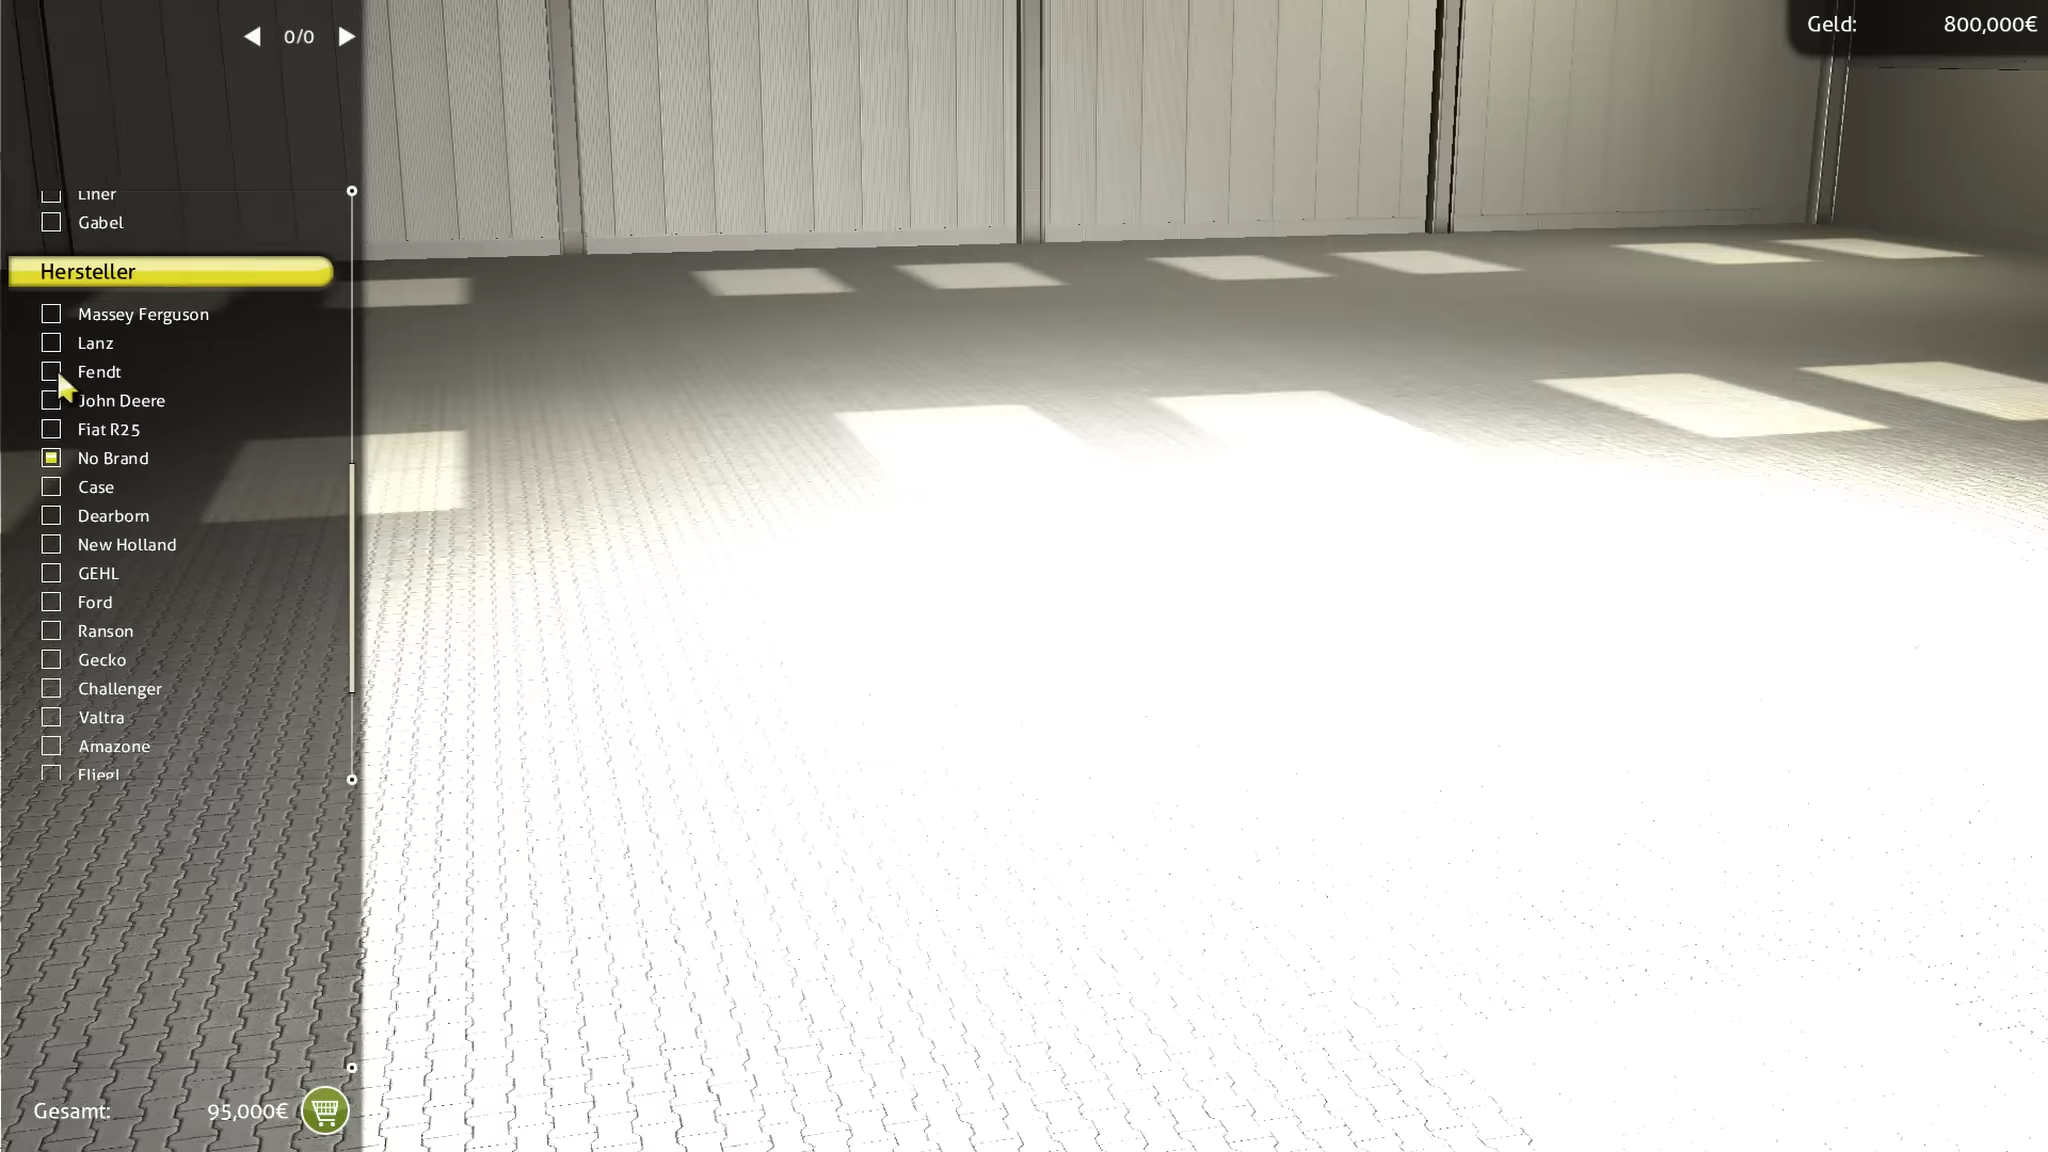 0/0
Geld: 800,000€
Liner
Gabel
Hersteller
Massey Ferguson
Lanz
Fendt
John Deere
Fiat R25
No Brand
Case
Dearborn
New Holland
GEHL
Ford
Ranson
Gecko
Challenger
Valtra
Amazone
Fliegl
Gesamt: 95,000€